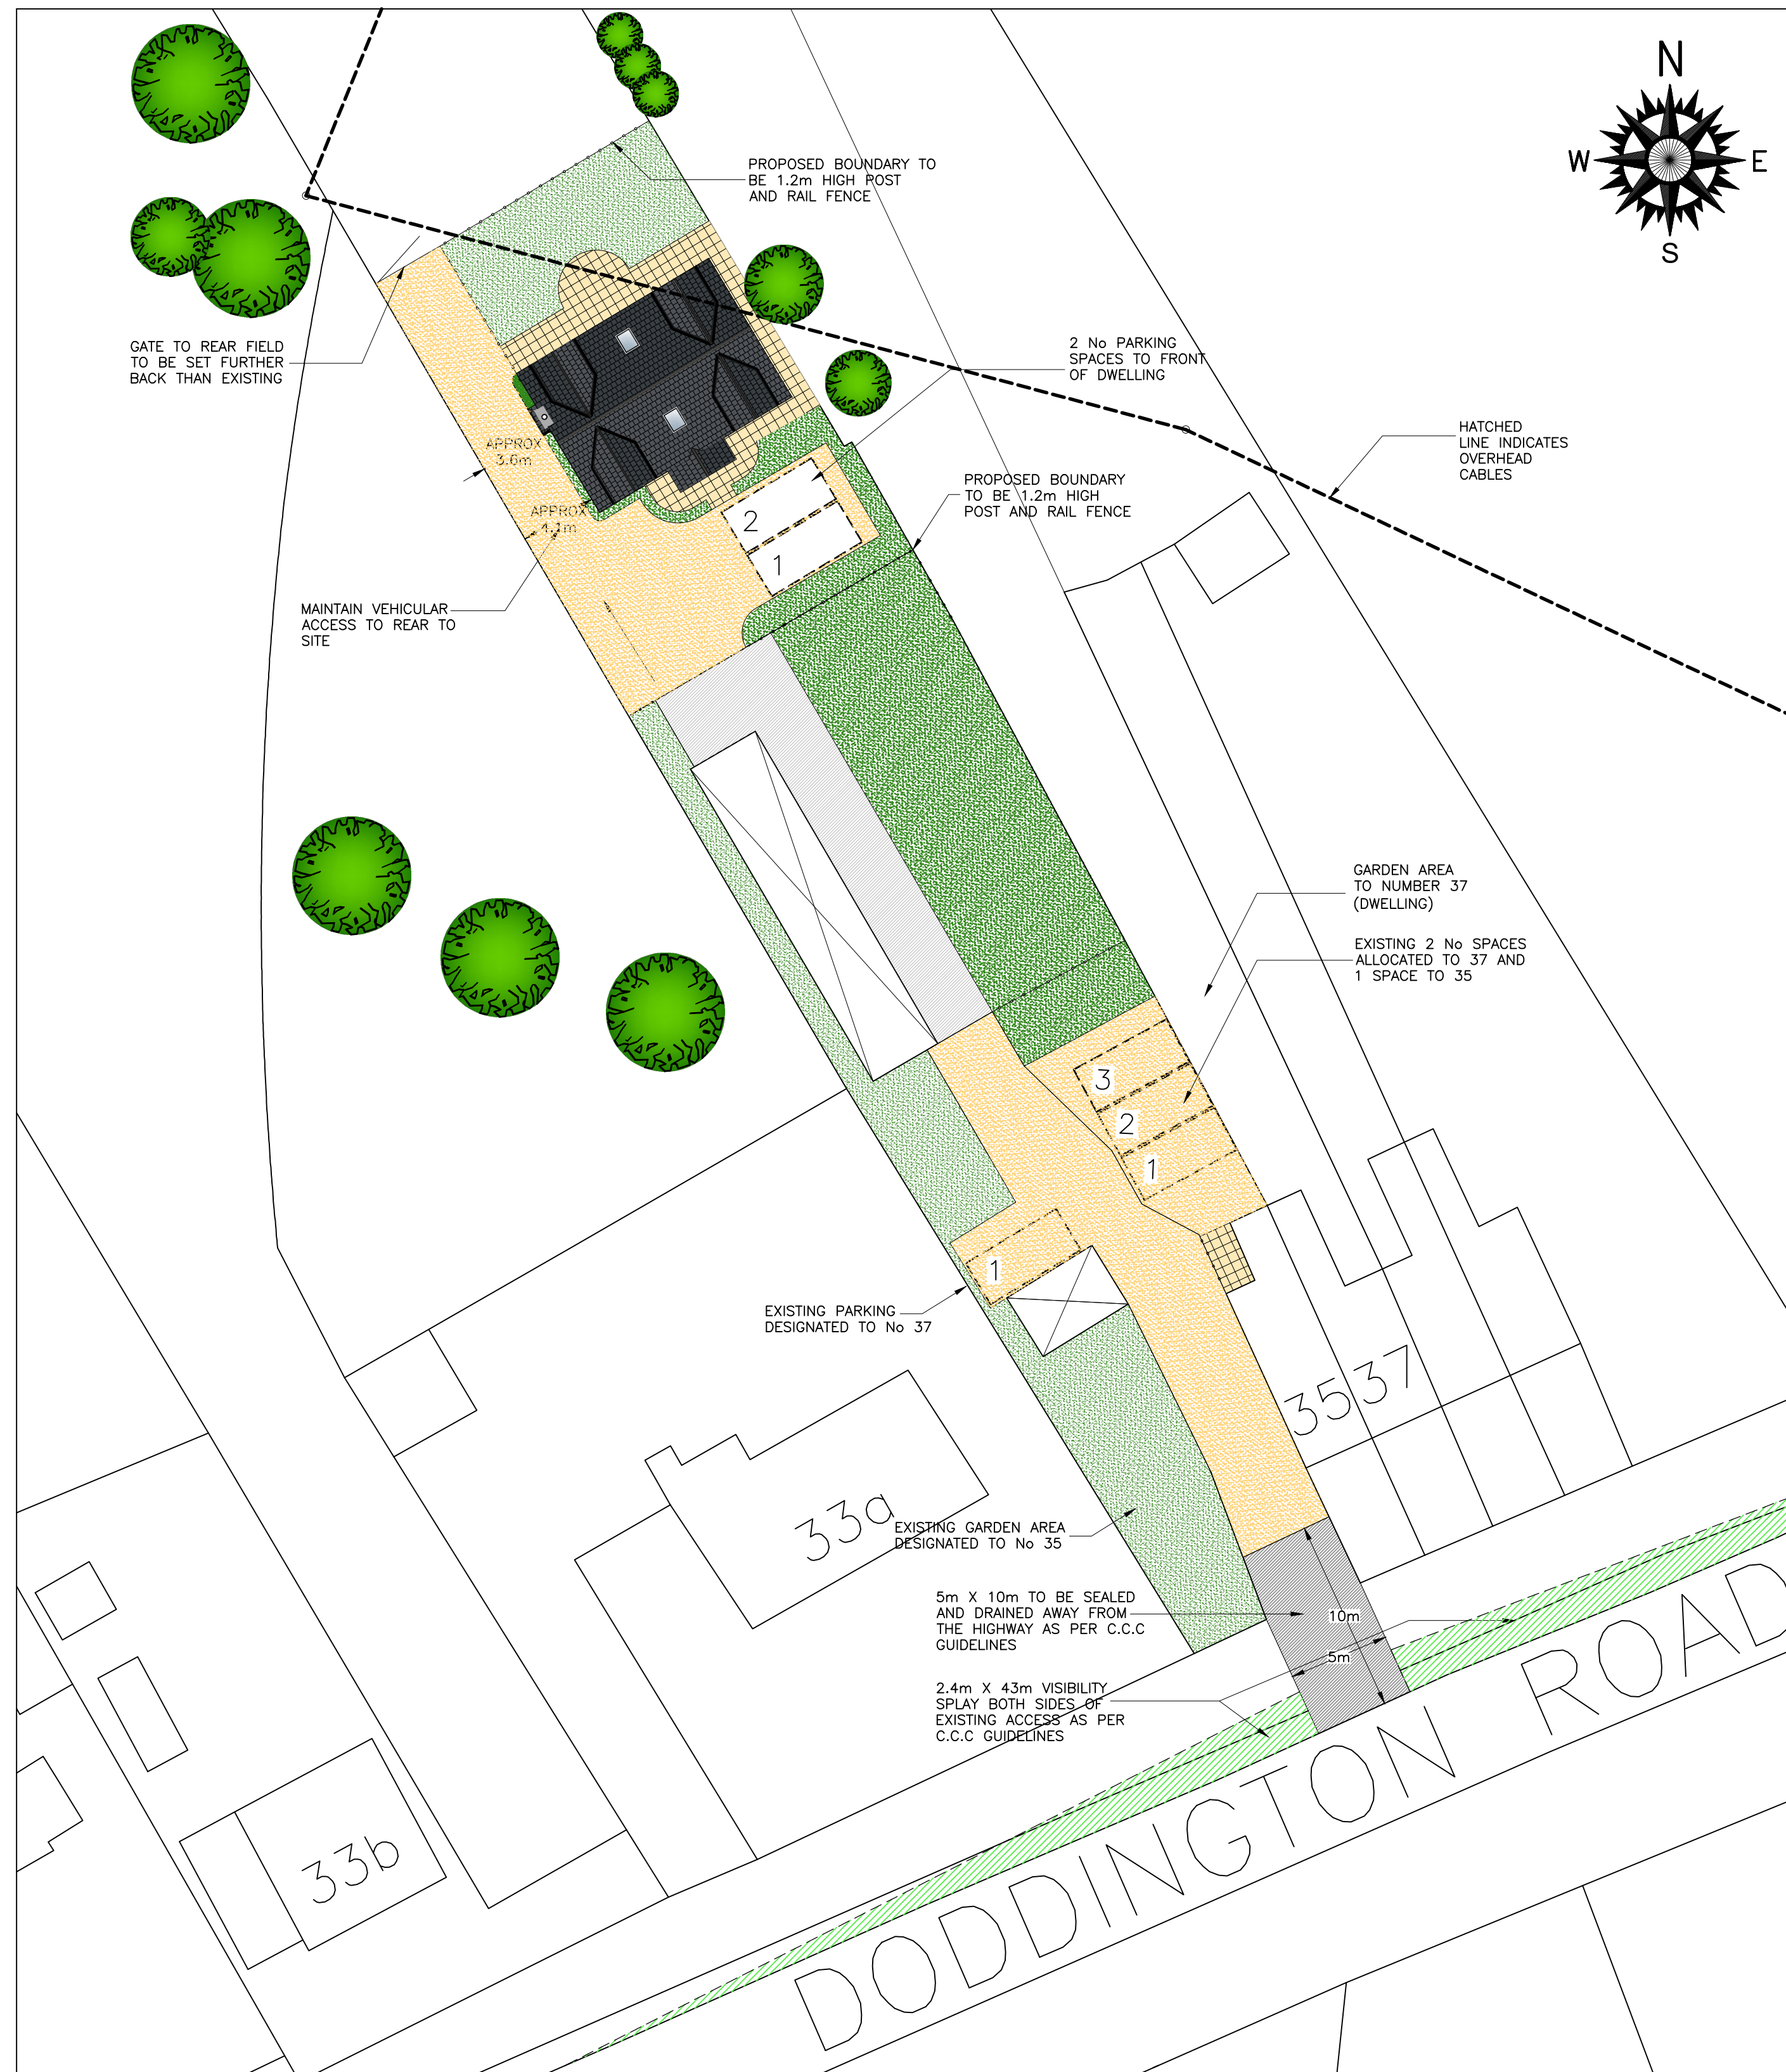 N
W
E
S
PROPOSED BOUNDARY TO
BE 1.2m HIGH POST
AND RAIL FENCE
GATE TO REAR FIELD
TO BE SET FURTHER
BACK THAN EXISTING
2 No PARKING
SPACES TO FRONT
OF DWELLING
HATCHED
LINE INDICATES
OVERHEAD
CABLES
APPROX
3.6m
PROPOSED BOUNDARY
TO BE 1.2m HIGH
POST AND RAIL FENCE
APPROX
4.1m
2
1
MAINTAIN VEHICULAR
ACCESS TO REAR TO
SITE
GARDEN AREA
TO NUMBER 37
(DWELLING)
EXISTING 2 No SPACES
ALLOCATED TO 37 AND
1 SPACE TO 35
3
2
1
1
EXISTING PARKING
DESIGNATED TO No 37
35
37
33a
EXISTING GARDEN AREA
DESIGNATED TO No 35
5m X 10m TO BE SEALED
AND DRAINED AWAY FROM
THE HIGHWAY AS PER C.C.C
GUIDELINES
10m
5m
2.4m X 43m VISIBILITY
SPLAY BOTH SIDES OF
EXISTING ACCESS AS PER
C.C.C GUIDELINES
33b
DODDINGTON ROAD